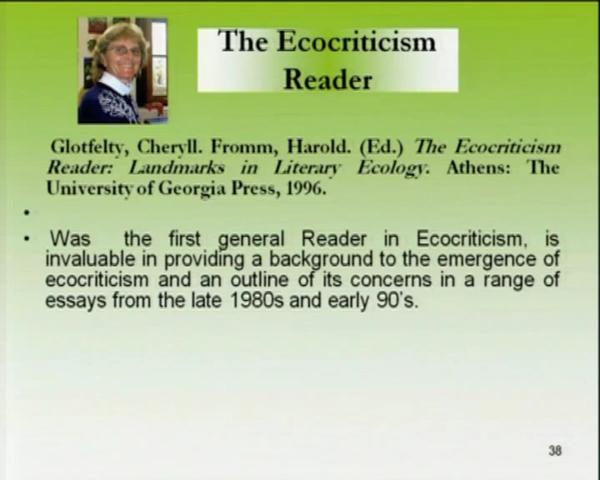 The Ecocriticism
Reader
Glotfelty, Cheryll. Fromm, Harold. (Ed.) The Ecocriticism
Reader: Landmarks in Literary Ecology. Athens: The
University of Georgia Press, 1996.
•
• Was the first general Reader in Ecocriticism, is
invaluable in providing a background to the emergence of
ecocriticism and an outline of its concerns in a range of
essays from the late 1980s and early 90's.
38